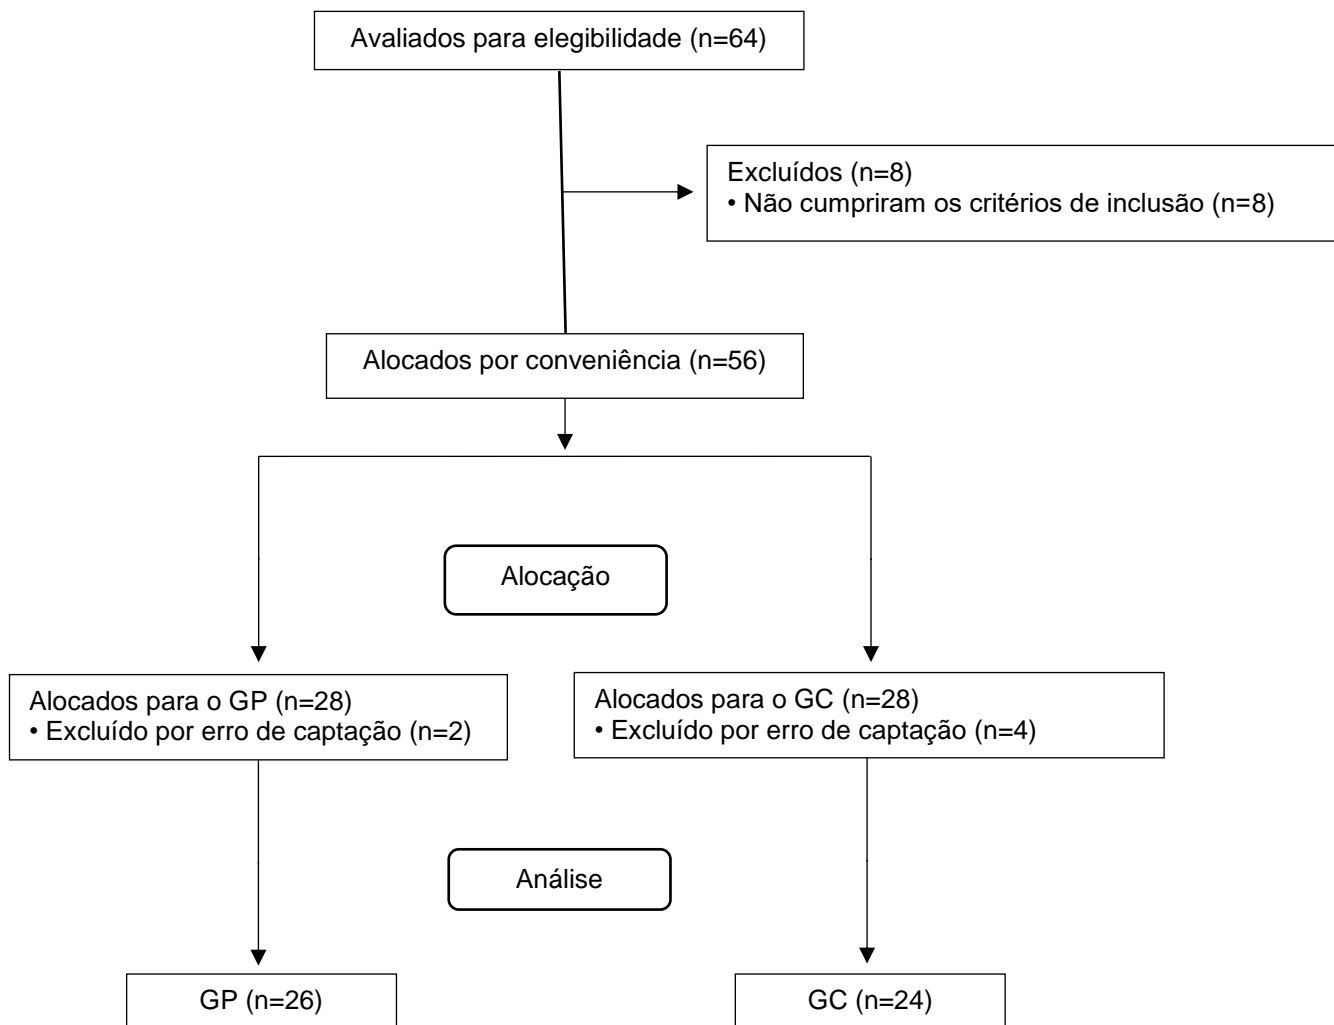 Avaliados para elegibilidade (n=64)
Excluídos (n=8)
• Não cumpriram os critérios de inclusão (n=8)
Alocados por conveniência (n=56)
Alocação
Alocados para o GP (n=28)
• Excluído por erro de captação (n=2)
Alocados para o GC (n=28)
• Excluído por erro de captação (n=4)
Análise
GP (n=26)
GC (n=24)